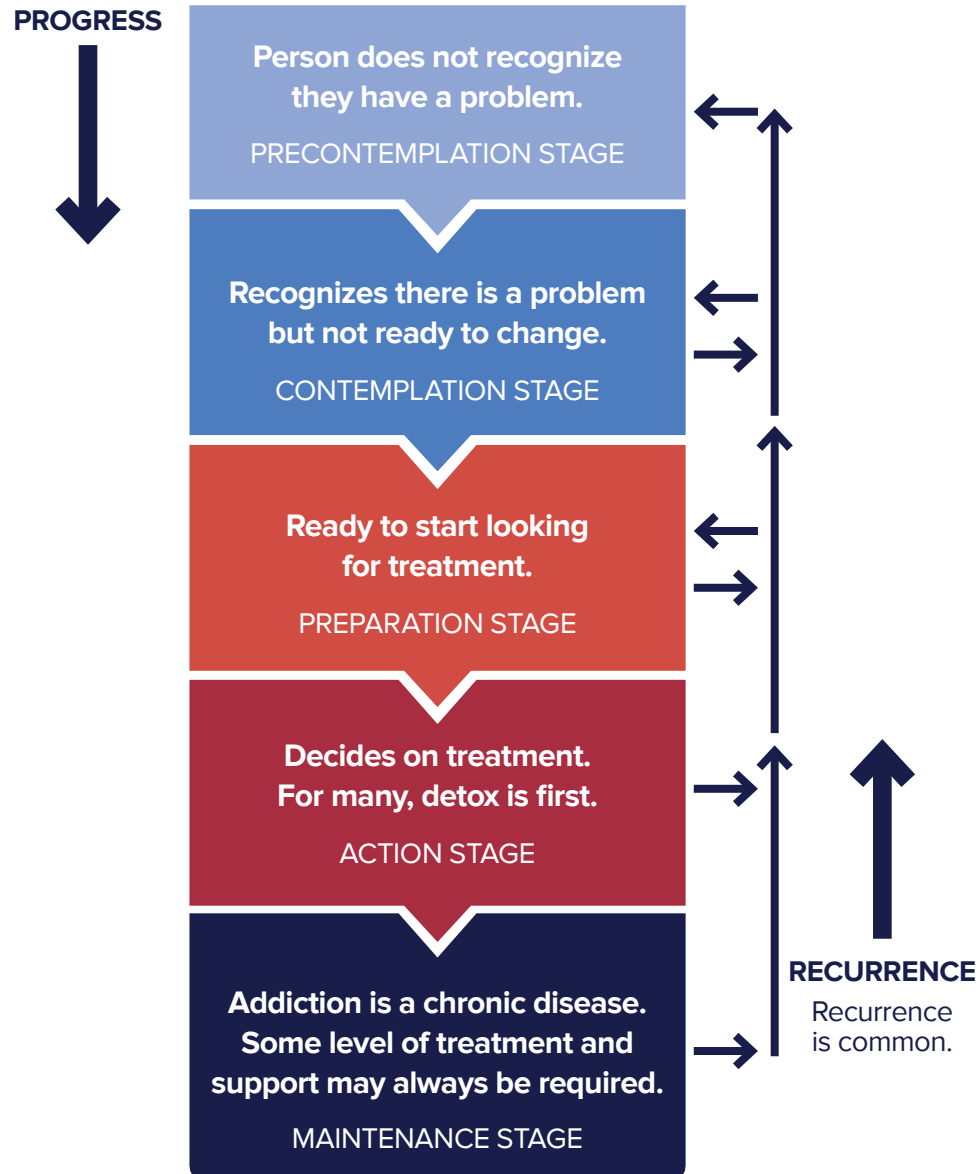 PROGRESS
Person does not recognize
they have a problem.
PRECONTEMPLATION STAGE
Recognizes there is a problem
but not ready to change.
CONTEMPLATION STAGE
Ready to start looking
for treatment.
PREPARATION STAGE
Decides on treatment.
For many, detox is first.
ACTION STAGE
Addiction is a chronic disease.
Some level of treatment and
support may always be required.
MAINTENANCE STAGE
RECURRENCE
Recurrence
is common.